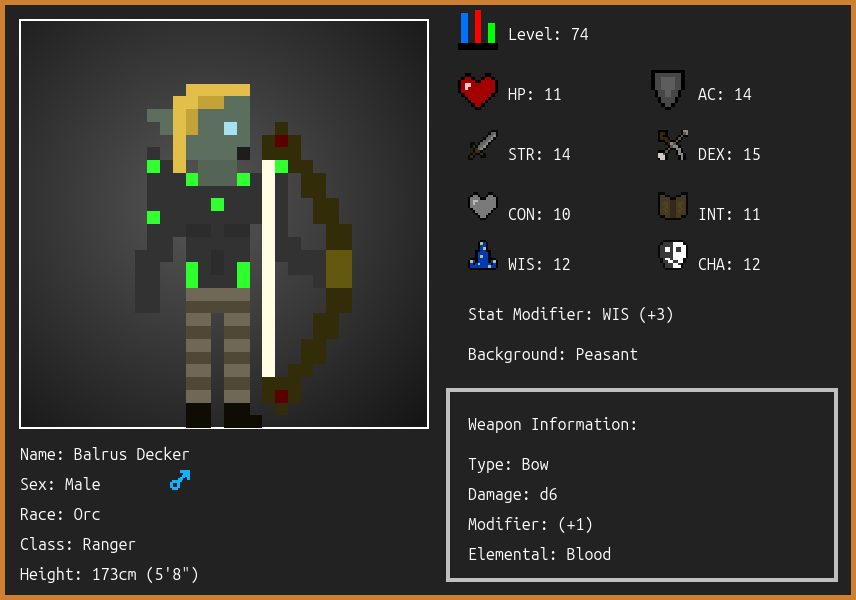 Level: 74
HP: 11
AC: 14
STR: 14
DEX: 15
CON: 10
INT: 11
WIS: 12
CHA: 12
Stat Modifier: WIS (+3)
Background: Peasant
Weapon Information:
Type: Bow
Damage: d6
Modifier: (+1)
Elemental: Blood
Name: Balrus Decker
Sex: Male
Race: Orc
Class: Ranger
Height: 173cm (5'8")